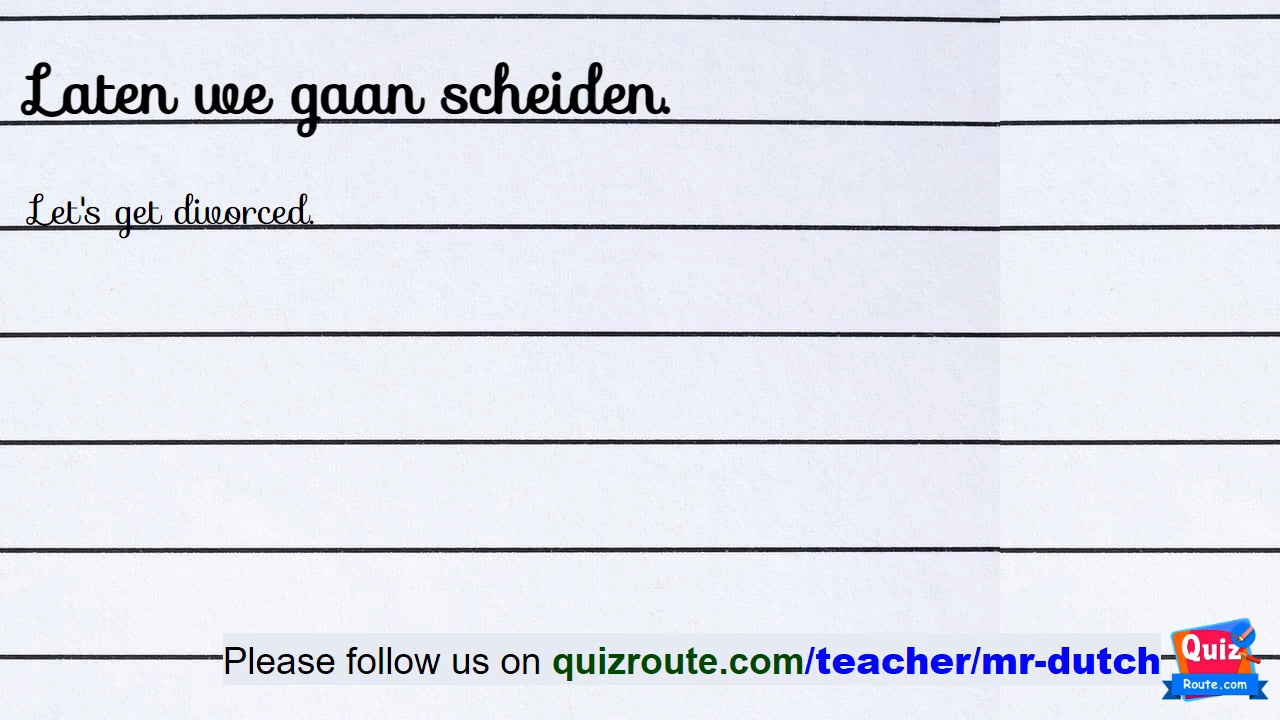 Laten we gaan scheiden.
Let's get divorced.
Please follow us on quizroute.com/teacher/mr-dutch
Quiz
Route.com